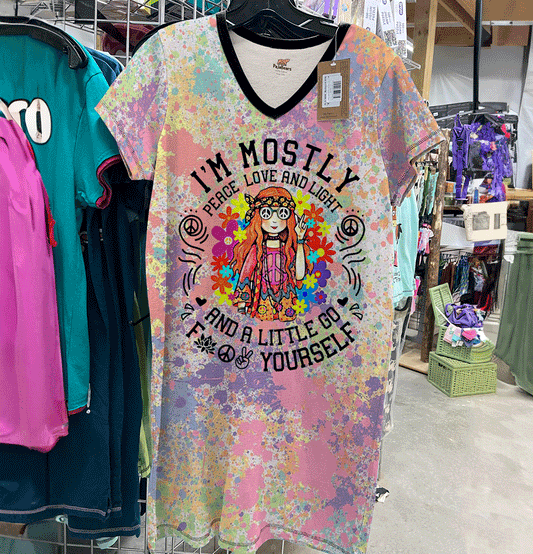 I'M MOSTLY
PEACE, LOVE AND LIGHT
AND A LITTLE GO
F YOURSELF